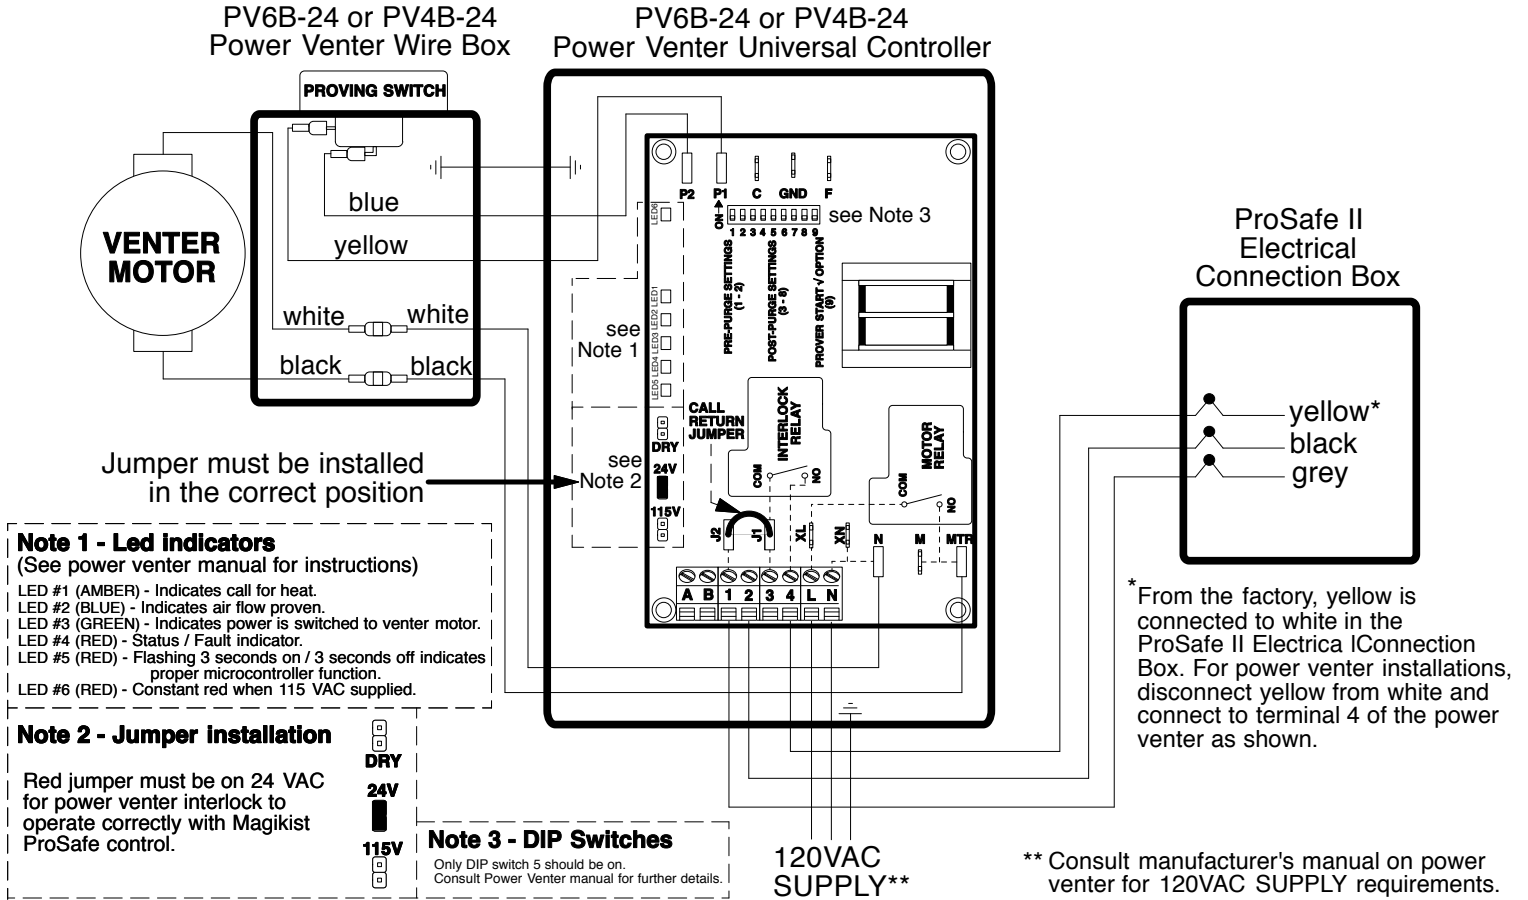 PV6B-24 or PV4B-24
Power Venter Wire Box
PV6B-24 or PV4B-24
Power Venter Universal Controller
PROVING SWITCH
VENTER
MOTOR
blue
yellow
white
white
black
black
P2
P1
C
GND
F
ON
see Note 3
1 2 3 4 5 6 7 8 9
PRE-PURGE SETTINGS
(1 - 2)
POST-PURGE SETTINGS
(3 - 8)
PROVER START √ OPTION
(9)
LED6
LED1
LED2
LED3
LED4
LED5
see
Note 1
CALL
RETURN
JUMPER
INTERLOCK
RELAY
COM
NO
MOTOR
RELAY
COM
NO
DRY
24V
115V
see
Note 2
J2
J1
XL
XN
N
M
MTR
A B 1 2 3 4 L N
Jumper must be installed
in the correct position
ProSafe II
Electrical
Connection Box
yellow*
black
grey
*From the factory, yellow is
connected to white in the
ProSafe II Electrica lConnection
Box. For power venter installations,
disconnect yellow from white and
connect to terminal 4 of the power
venter as shown.
Note 1 - Led indicators
(See power venter manual for instructions)
LED #1 (AMBER) - Indicates call for heat.
LED #2 (BLUE) - Indicates air flow proven.
LED #3 (GREEN) - Indicates power is switched to venter motor.
LED #4 (RED) - Status / Fault indicator.
LED #5 (RED) - Flashing 3 seconds on / 3 seconds off indicates
proper microcontroller function.
LED #6 (RED) - Constant red when 115 VAC supplied.
Note 2 - Jumper installation
Red jumper must be on 24 VAC
for power venter interlock to
operate correctly with Magikist
ProSafe control.
DRY
24V
115V
Note 3 - DIP Switches
Only DIP switch 5 should be on.
Consult Power Venter manual for further details.
120VAC
SUPPLY**
** Consult manufacturer's manual on power
venter for 120VAC SUPPLY requirements.